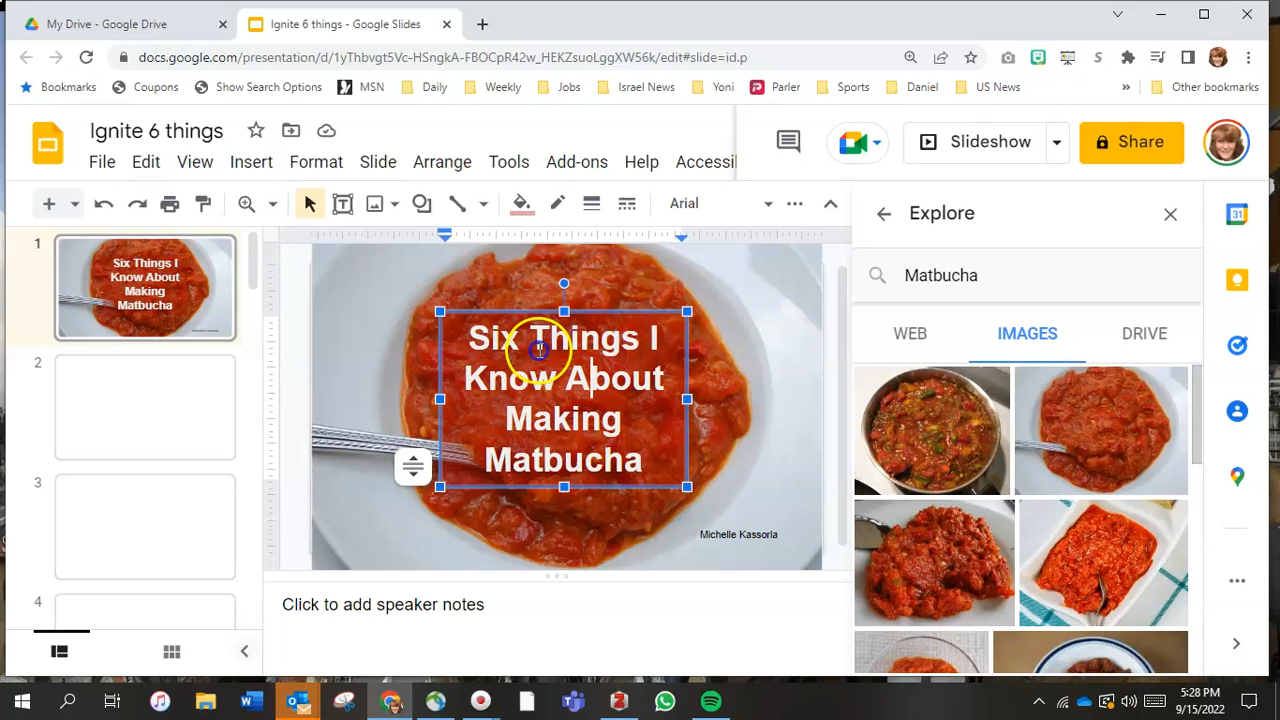 My Drive - Google Drive
Ignite 6 things - Google Slides
docs.google.com/presentation/d/1yThbvgt5Vc-HSngkA-FBOCpR42w_HEKZsuoLggXW56k/edit#slide=id.p
Bookmarks
Coupons
Show Search Options
MSN
Daily
Weekly
Jobs
Israel News
Yoni
Parler
Sports
Daniel
US News
»
Other bookmarks
Ignite 6 things
Slideshow
Share
File Edit View Insert Format Slide Arrange Tools Add-ons Help Accessil
Arial
Explore
Matbucha
WEB IMAGES DRIVE
1
Six Things I
Know About
Making
Matbucha
Michelle Kassorla
2
3
4
Six Things I
Know About
Making
Matbucha
Michelle Kassorla
Click to add speaker notes
31
5:28 PM
9/15/2022